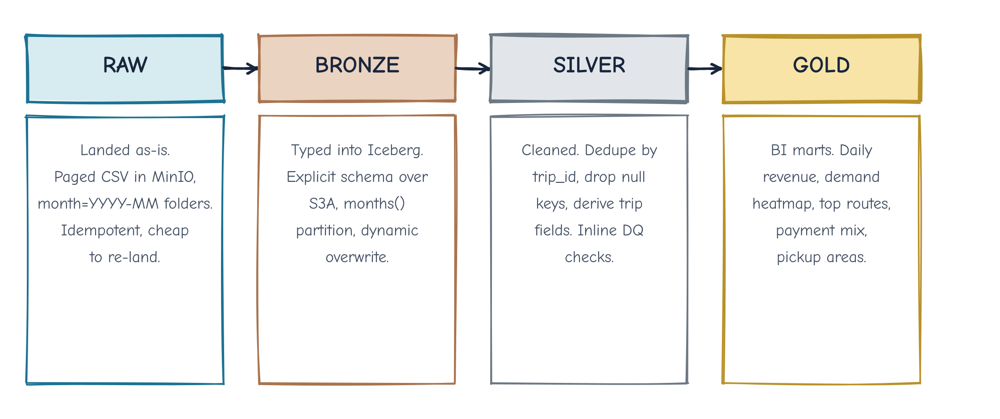 RAW
Landed as-is.
Paged CSV in MinIO,
month=YYYY-MM folders.
Idempotent, cheap
to re-land.
BRONZE
Typed into Iceberg.
Explicit schema over
S3A, months()
partition, dynamic
overwrite.
SILVER
Cleaned. Dedupe by
trip_id, drop null
keys, derive trip
fields. Inline DQ
checks.
GOLD
BI marts. Daily
revenue, demand
heatmap, top routes,
payment mix,
pickup areas.